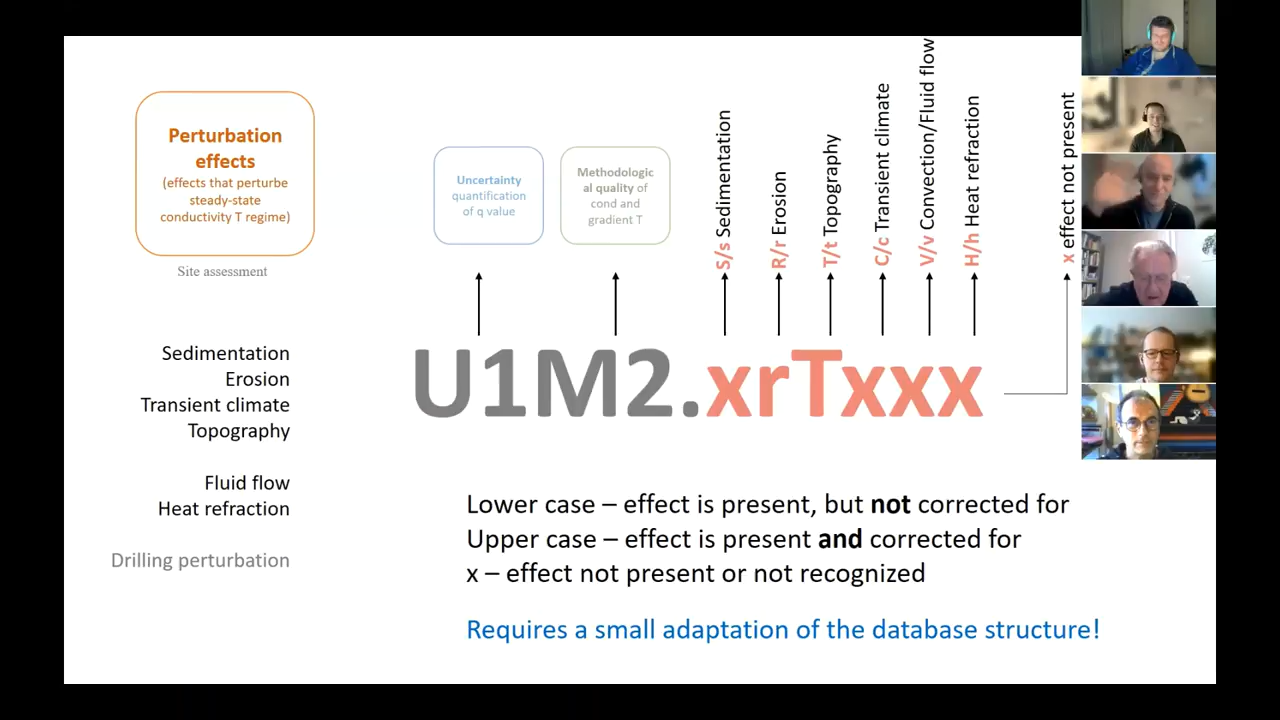 Perturbation
effects
(effects that perturbe
steady-state
conductivity T regime)
Site assessment
Sedimentation
Erosion
Transient climate
Topography
Fluid flow
Heat refraction
Drilling perturbation
Uncertainty
quantification
of q value
Methodologic
al quality of
cond and
gradient T
S/s Sedimentation
R/r Erosion
T/t Topography
C/c Transient climate
V/v Convection/Fluid flow
H/h Heat refraction
x effect not present
U1M2.xrTxxx
Lower case – effect is present, but not corrected for
Upper case – effect is present and corrected for
x – effect not present or not recognized
Requires a small adaptation of the database structure!